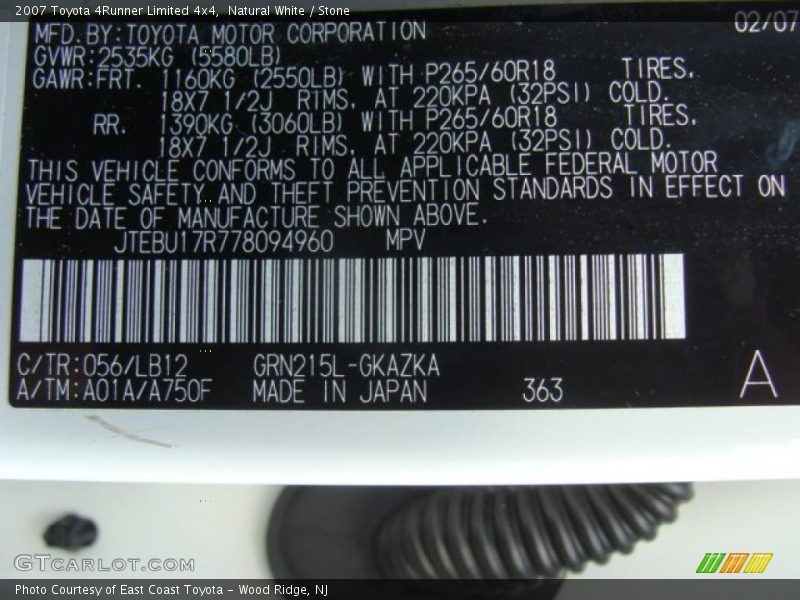 2007 Toyota 4Runner Limited 4x4, Natural White / Stone
02/07
MFD. BY: TOYOTA MOTOR CORPORATION
GVWR: 2535KG (5580LB)
GAWR: FRT. 1160KG (2550LB) WITH P265/60R18 TIRES,
18X7 1/2J RIMS, AT 220KPA (32PSI) COLD.
RR. 1390KG (3060LB) WITH P265/60R18 TIRES,
18X7 1/2J RIMS, AT 220KPA (32PSI) COLD.
THIS VEHICLE CONFORMS TO ALL APPLICABLE FEDERAL MOTOR
VEHICLE SAFETY AND THEFT PREVENTION STANDARDS IN EFFECT ON
THE DATE OF MANUFACTURE SHOWN ABOVE.
JTEBU17R778094960 MPV
C/TR: 056/LB12 GRN215L-GKAZKA
A/TM: A01A/A750F MADE IN JAPAN 363
A
GTCARLOT.COM
Photo Courtesy of East Coast Toyota - Wood Ridge, NJ